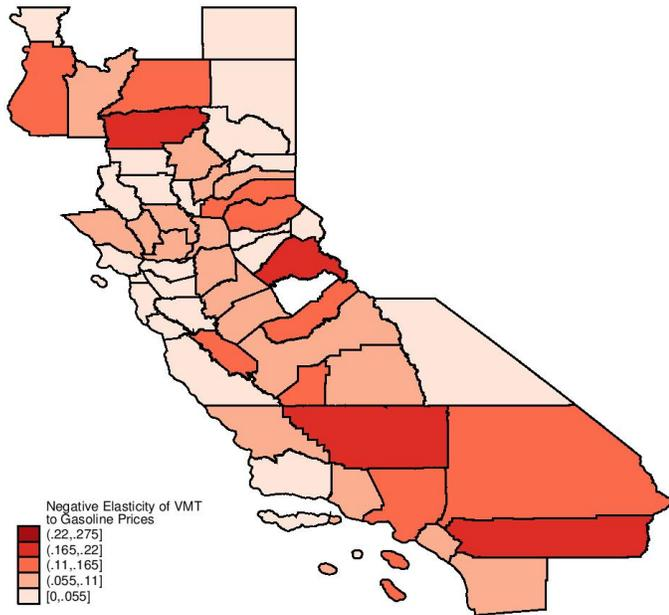 Negative Elasticity of VMT
to Gasoline Prices
(.22,.275]
(.165,.22]
(.11,.165]
(.055,.11]
[0,.055]